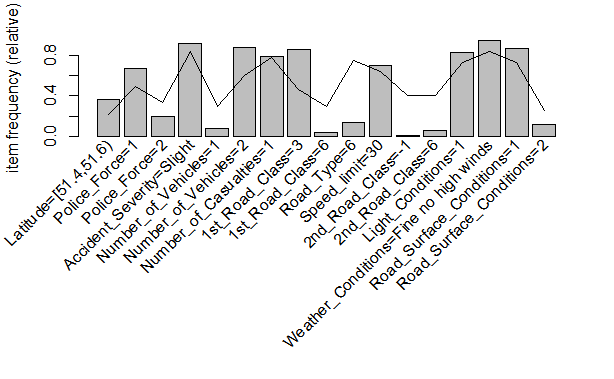 item frequency (relative)
0.8
0.4
0.0
Latitude=[51.4,51.6)
Police_Force=1
Police_Force=2
Accident_Severity=Slight
Number_of_Vehicles=1
Number_of_Vehicles=2
Number_of_Casualties=1
1st_Road_Class=3
1st_Road_Class=6
Road_Type=6
Speed_limit=30
2nd_Road_Class=-1
2nd_Road_Class=6
Light_Conditions=1
Weather_Conditions=Fine no high winds
Road_Surface_Conditions=1
Road_Surface_Conditions=2